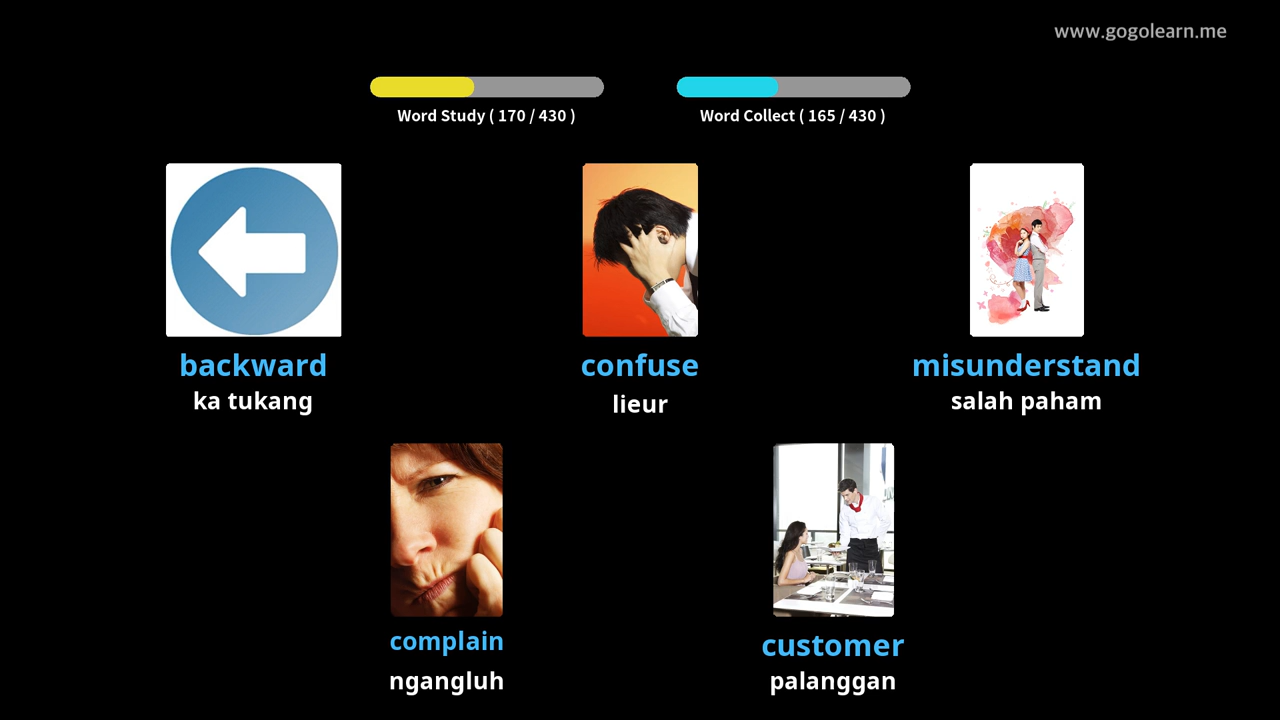 www.gogolearn.me
Word Study ( 170 / 430 )
Word Collect ( 165 / 430 )
backward
ka tukang
confuse
lieur
misunderstand
salah paham
complain
ngangluh
customer
palanggan